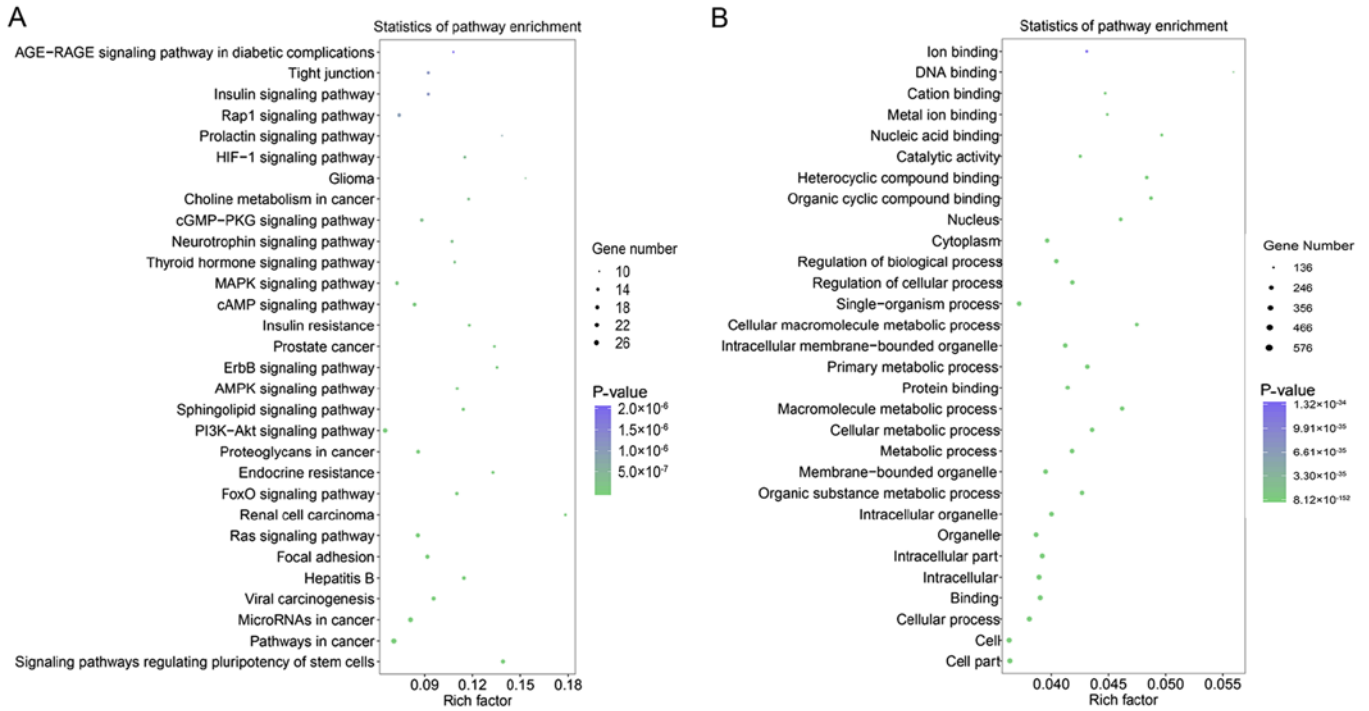 A
Statistics of pathway enrichment
AGE−RAGE signaling pathway in diabetic complications
Tight junction
Insulin signaling pathway
Rap1 signaling pathway
Prolactin signaling pathway
HIF−1 signaling pathway
Glioma
Choline metabolism in cancer
cGMP−PKG signaling pathway
Neurotrophin signaling pathway
Thyroid hormone signaling pathway
MAPK signaling pathway
cAMP signaling pathway
Insulin resistance
Prostate cancer
ErbB signaling pathway
AMPK signaling pathway
Sphingolipid signaling pathway
PI3K−Akt signaling pathway
Proteoglycans in cancer
Endocrine resistance
FoxO signaling pathway
Renal cell carcinoma
Ras signaling pathway
Focal adhesion
Hepatitis B
Viral carcinogenesis
MicroRNAs in cancer
Pathways in cancer
Signaling pathways regulating pluripotency of stem cells
0.09 0.12 0.15 0.18
Rich factor
Gene number
10
14
18
22
26
P-value
2.0×10⁻⁶
1.5×10⁻⁶
1.0×10⁻⁶
5.0×10⁻⁷
B
Statistics of pathway enrichment
Ion binding
DNA binding
Cation binding
Metal ion binding
Nucleic acid binding
Catalytic activity
Heterocyclic compound binding
Organic cyclic compound binding
Nucleus
Cytoplasm
Regulation of biological process
Regulation of cellular process
Single−organism process
Cellular macromolecule metabolic process
Intracellular membrane−bounded organelle
Primary metabolic process
Protein binding
Macromolecule metabolic process
Cellular metabolic process
Metabolic process
Membrane−bounded organelle
Organic substance metabolic process
Intracellular organelle
Organelle
Intracellular part
Intracellular
Binding
Cellular process
Cell
Cell part
0.040 0.045 0.050 0.055
Rich factor
Gene Number
136
246
356
466
576
P-value
1.32×10⁻³⁴
9.91×10⁻³⁵
6.61×10⁻³⁵
3.30×10⁻³⁵
8.12×10⁻¹⁵²